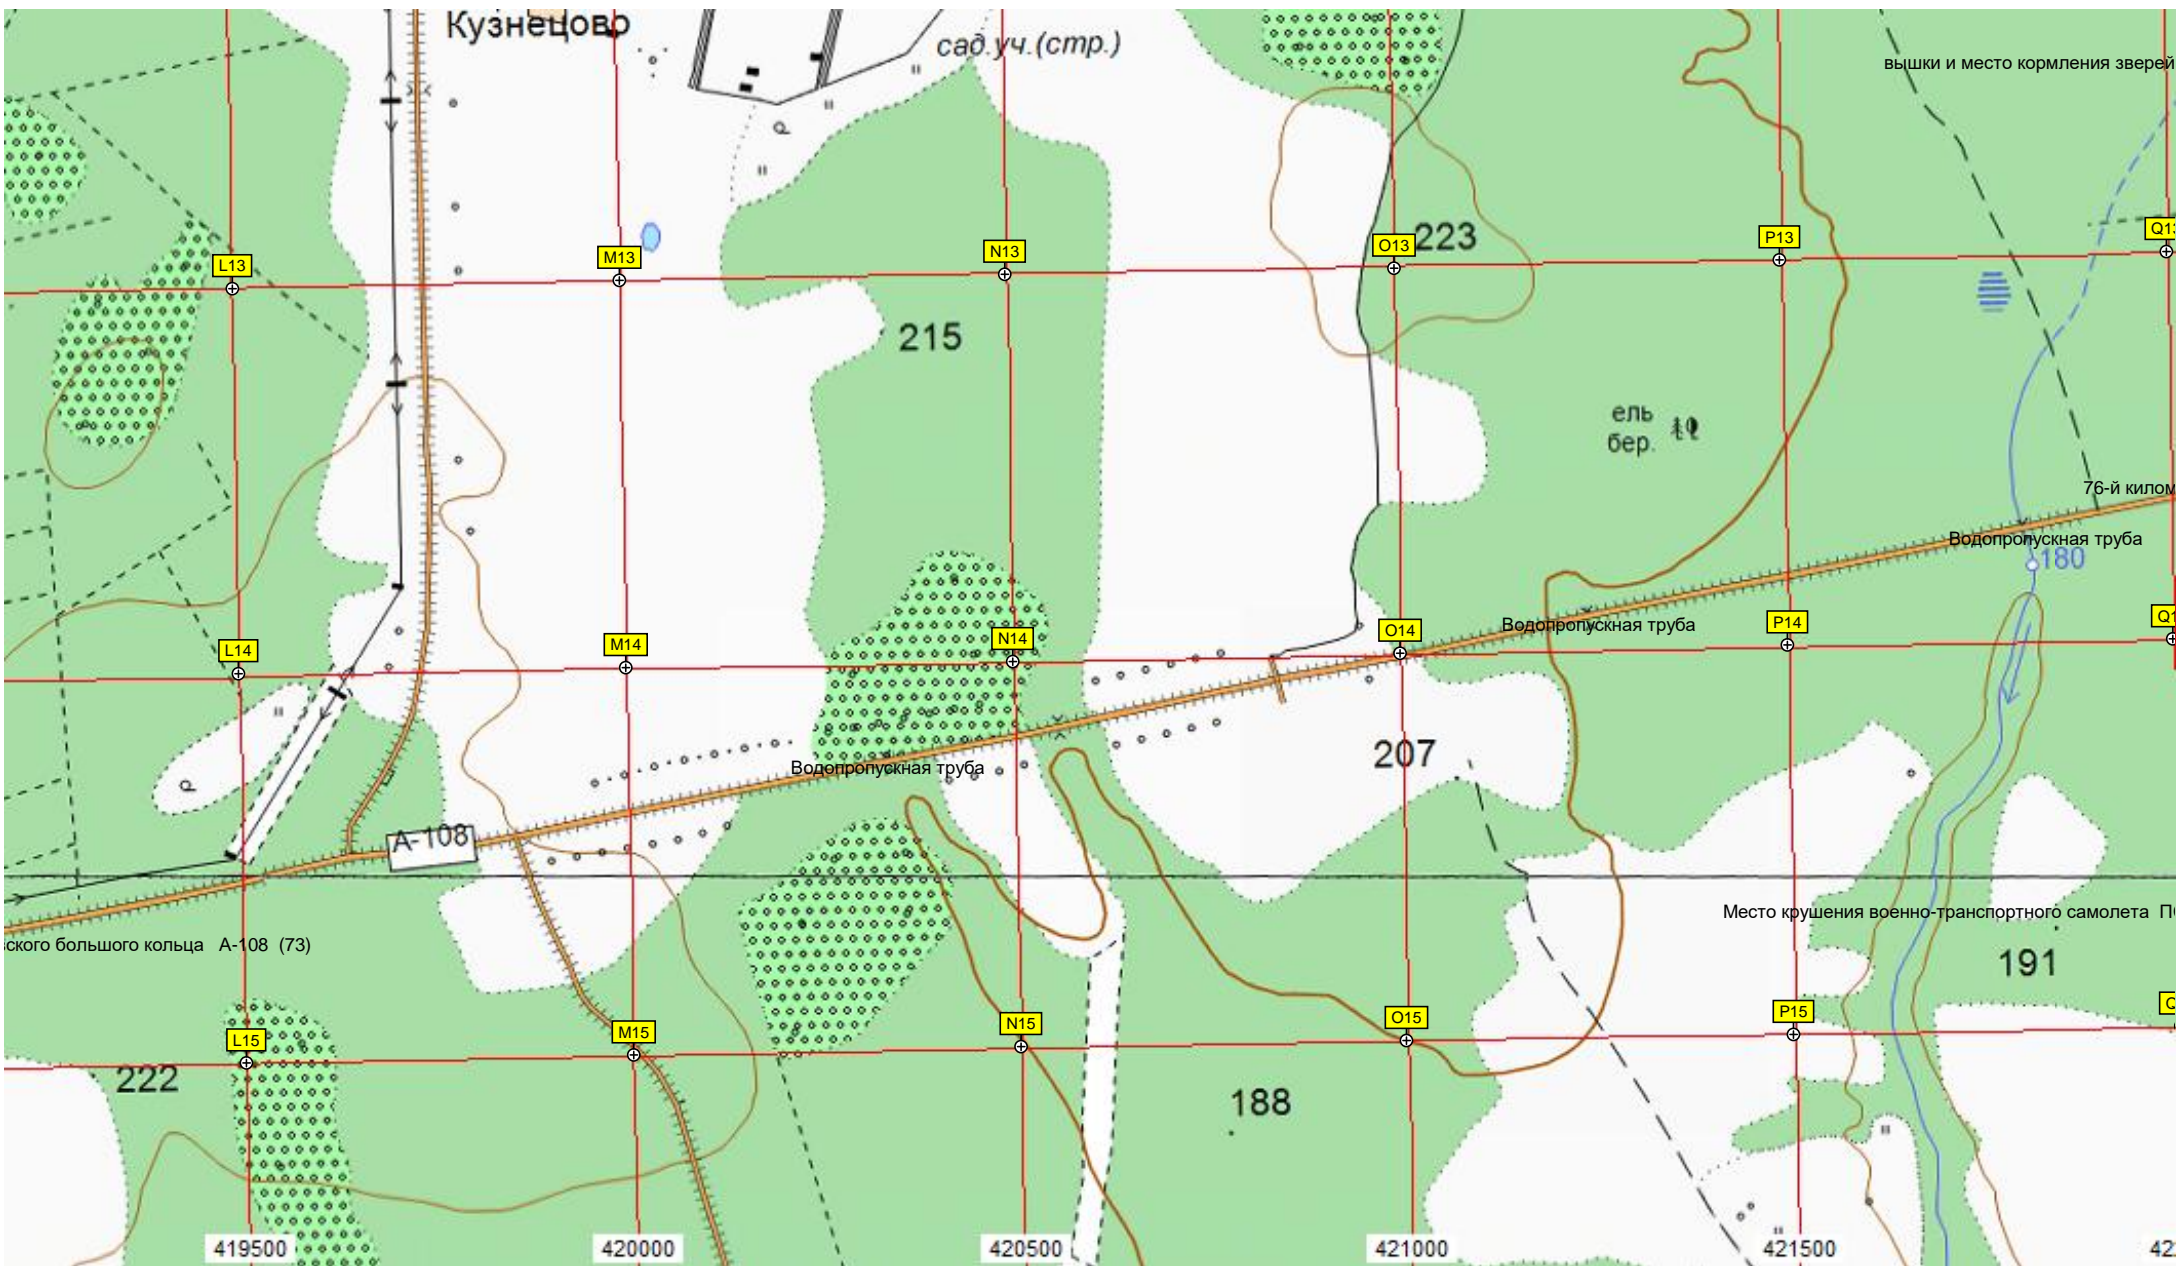 Кузнецово
сад.уч.(стр.)
вышки и место кормления зверей
L13
M13
N13
O13
223
P13
Q13
215
ель
бер.
76-й килом
Водопропускная труба
180
L14
M14
N14
O14
Водопропускная труба
P14
Q1
207
Водопропускная труба
А-108
Место крушения военно-транспортного самолета
ского большого кольца А-108 (73)
191
L15
M15
N15
O15
P15
Q
222
188
419500
420000
420500
421000
421500
42